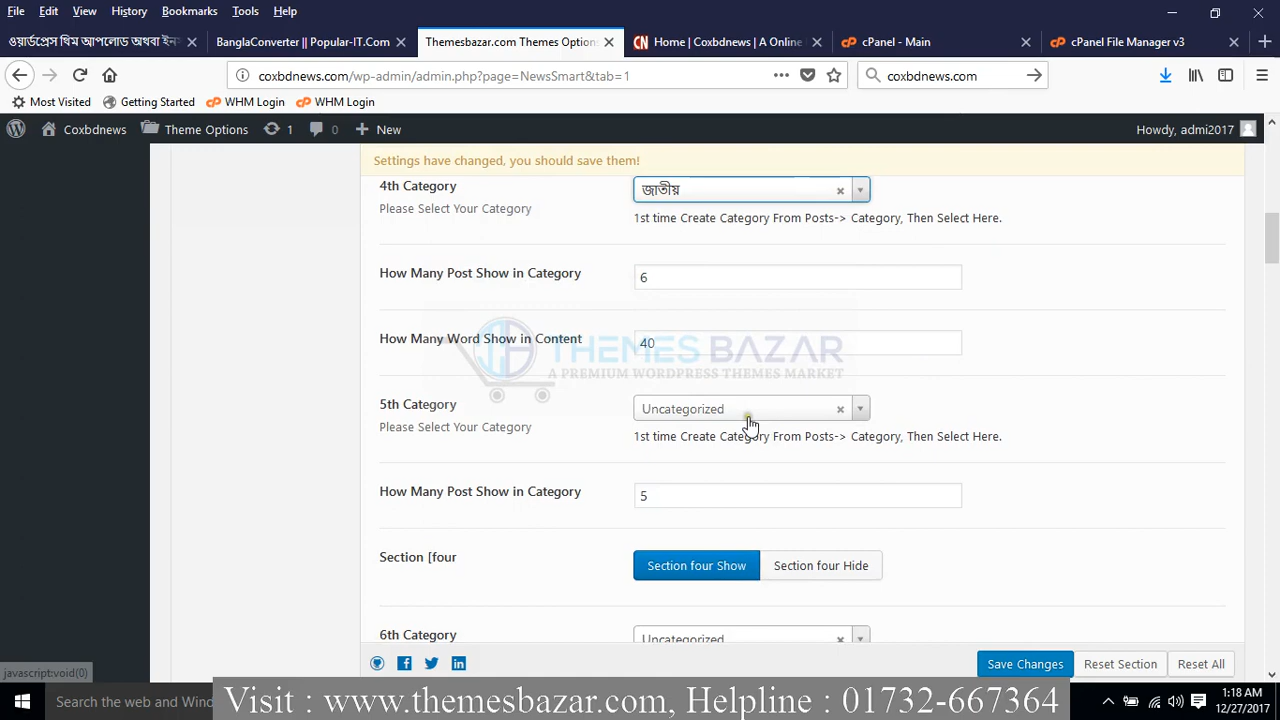 File Edit View History Bookmarks Tools Help
ওয়ার্ডপ্রেস থিম আপলোড অথবা ইনস
BanglaConverter || Popular-IT.Com
Themesbazar.com Themes Option
Home | Coxbdnews | A Online
cPanel - Main
cPanel File Manager v3
coxbdnews.com/wp-admin/admin.php?page=NewsSmart&tab=1
coxbdnews.com
Most Visited Getting Started WHM Login WHM Login
Coxbdnews Theme Options 1 0 New Howdy, admi2017
Settings have changed, you should save them!
4th Category
জাতীয়
Please Select Your Category
1st time Create Category From Posts-> Category, Then Select Here.
How Many Post Show in Category
6
How Many Word Show in Content
40
THEMES BAZAR
A PREMIUM WORDPRESS THEMES MARKET
5th Category
Uncategorized
Please Select Your Category
1st time Create Category From Posts-> Category, Then Select Here.
How Many Post Show in Category
5
Section [four
Section four Show
Section four Hide
6th Category
Uncategorized
javascript:void(0)
Save Changes Reset Section Reset All
Search the web and Wind
Visit : www.themesbazar.com, Helpline : 01732-667364
1:18 AM
12/27/2017